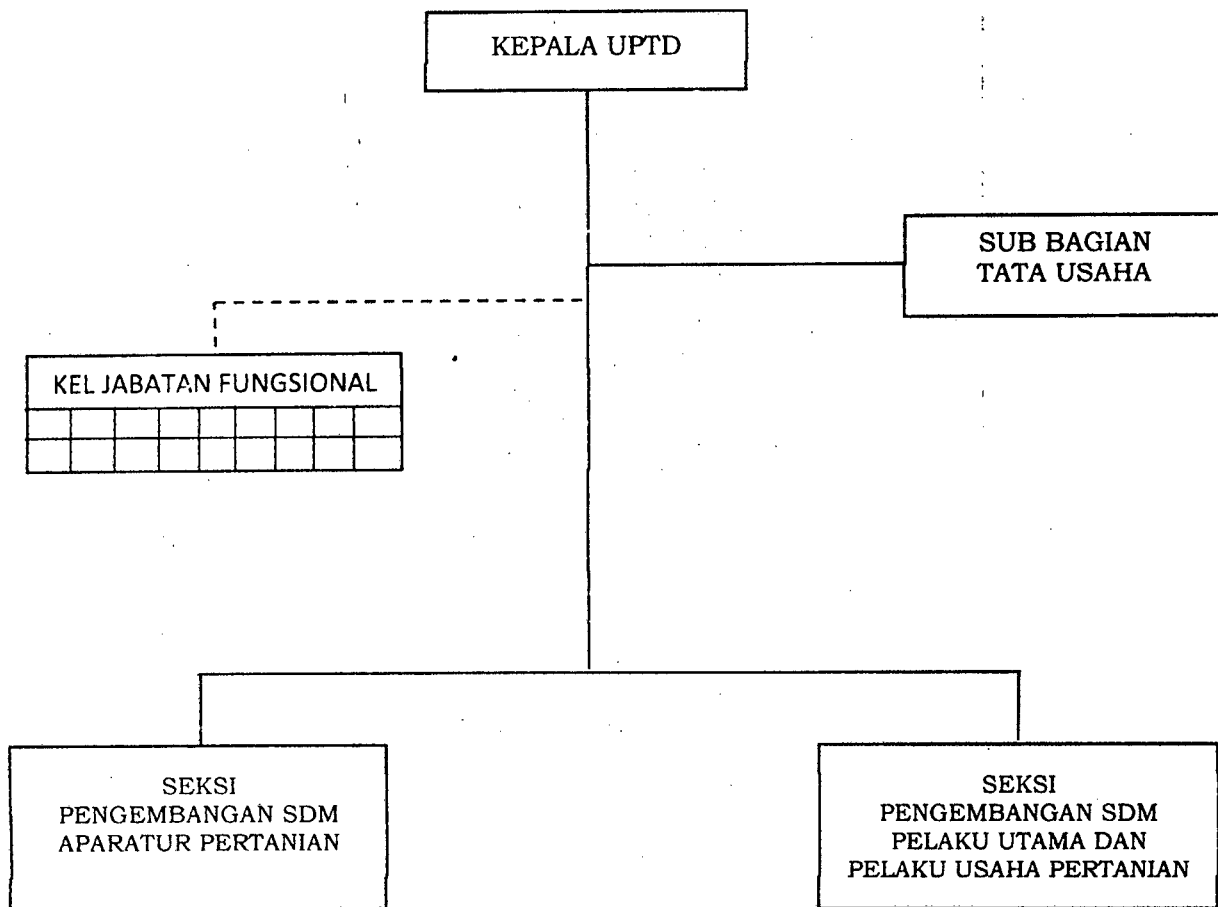 KEPALA UPTD
SUB BAGIAN
TATA USAHA
KEL JABATAN FUNGSIONAL
SEKSI
PENGEMBANGAN SDM
APARATUR PERTANIAN
SEKSI
PENGEMBANGAN SDM
PELAKU UTAMA DAN
PELAKU USAHA PERTANIAN